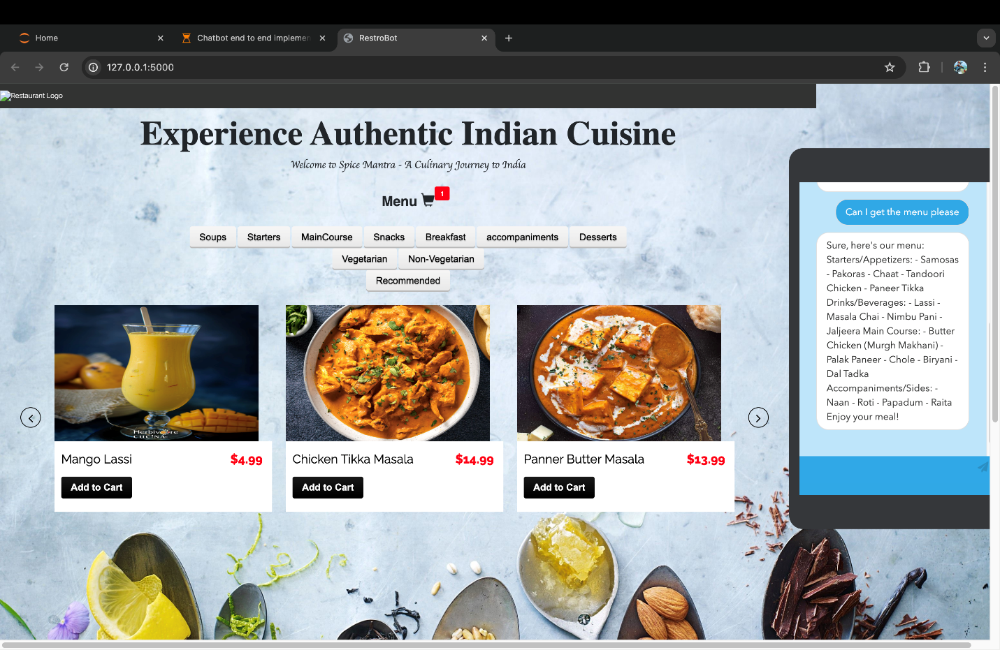 Home
Chatbot end to end implemen
RestroBot
127.0.0.1:5000
Restaurant Logo
Experience Authentic Indian Cuisine
Welcome to Spice Mantra - A Culinary Journey to India
Menu 1
Soups Starters MainCourse Snacks Breakfast accompaniments Desserts
Vegetarian Non-Vegetarian
Recommended
Herbivore
CUCINA
Mango Lassi $4.99
Add to Cart
Chicken Tikka Masala $14.99
Add to Cart
Panner Butter Masala $13.99
Add to Cart
Can I get the menu please
Sure, here's our menu:
Starters/Appetizers: - Samosas
- Pakoras - Chaat - Tandoori
Chicken - Paneer Tikka
Drinks/Beverages: - Lassi -
Masala Chai - Nimbu Pani -
Jaljeera Main Course: - Butter
Chicken (Murgh Makhani) -
Palak Paneer - Chole - Biryani -
Dal Tadka
Accompaniments/Sides: -
Naan - Roti - Papadum - Raita
Enjoy your meal!